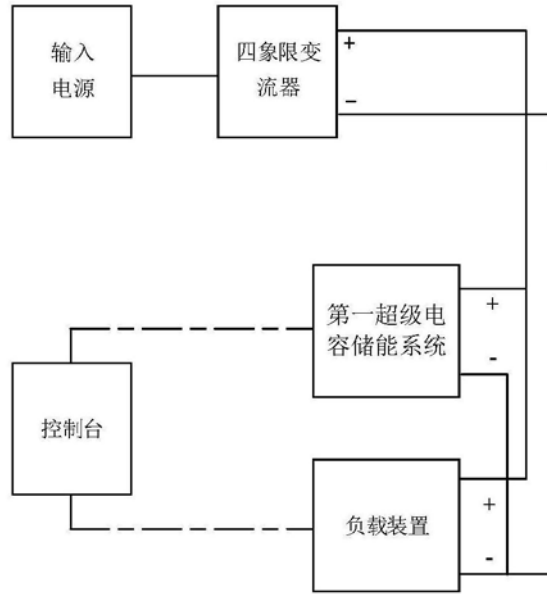 输入
电源
四象限变
流器
+
−
第一超级电
容储能系统
+
-
控制台
负载装置
+
-